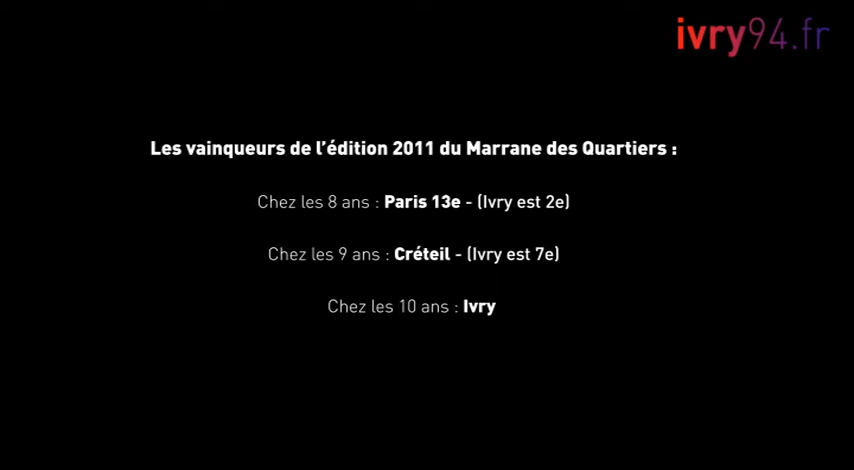 ivry94.fr
Les vainqueurs de l'édition 2011 du Marrane des Quartiers :
Chez les 8 ans : Paris 13e - (Ivry est 2e)
Chez les 9 ans : Créteil - (Ivry est 7e)
Chez les 10 ans : Ivry